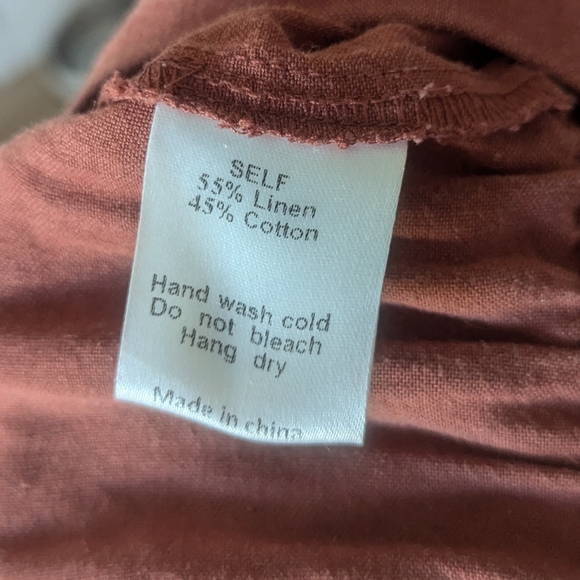 SELF
55% Linen
45% Cotton
Hand wash cold
Do not bleach
Hang dry
Made in china